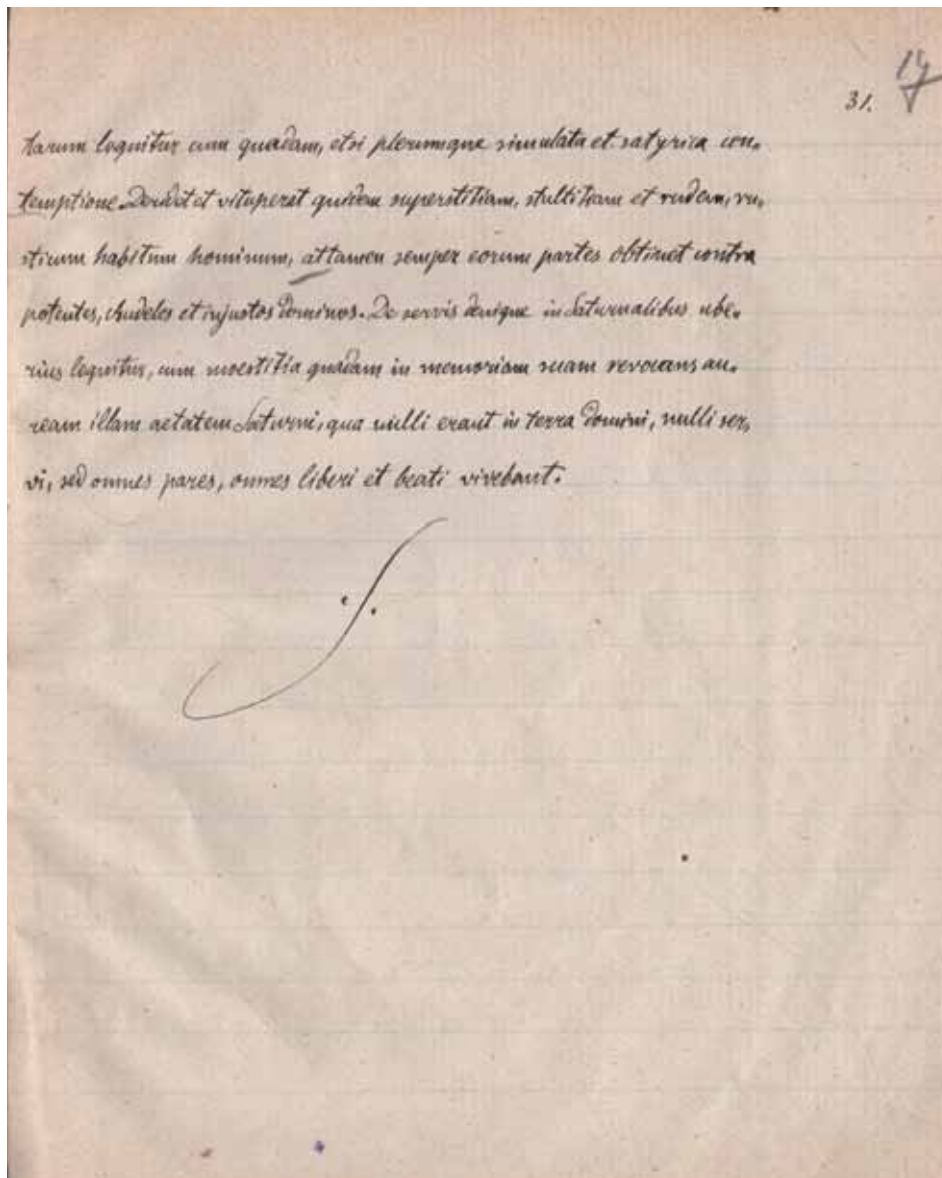 31.
tarum loquitur cum quadam, etsi plerumque simulata et satyrica con-
temptione. Deridet et vituperat quidem superstitiam, stultitiam et rudem, ru-
sticum habitum hominum, attamen semper eorum partes obtinet contra
potentes, crudeles et injustos dominos. De servis denique in Saturnalibus ube-
rius loquitur, cum moestitia quadam in memoriam suam revocans au-
ream illam aetatem Saturni, qua nulli erant in terra domini, nulli ser-
vi, sed omnes pares, omnes liberi et beati vivebant.